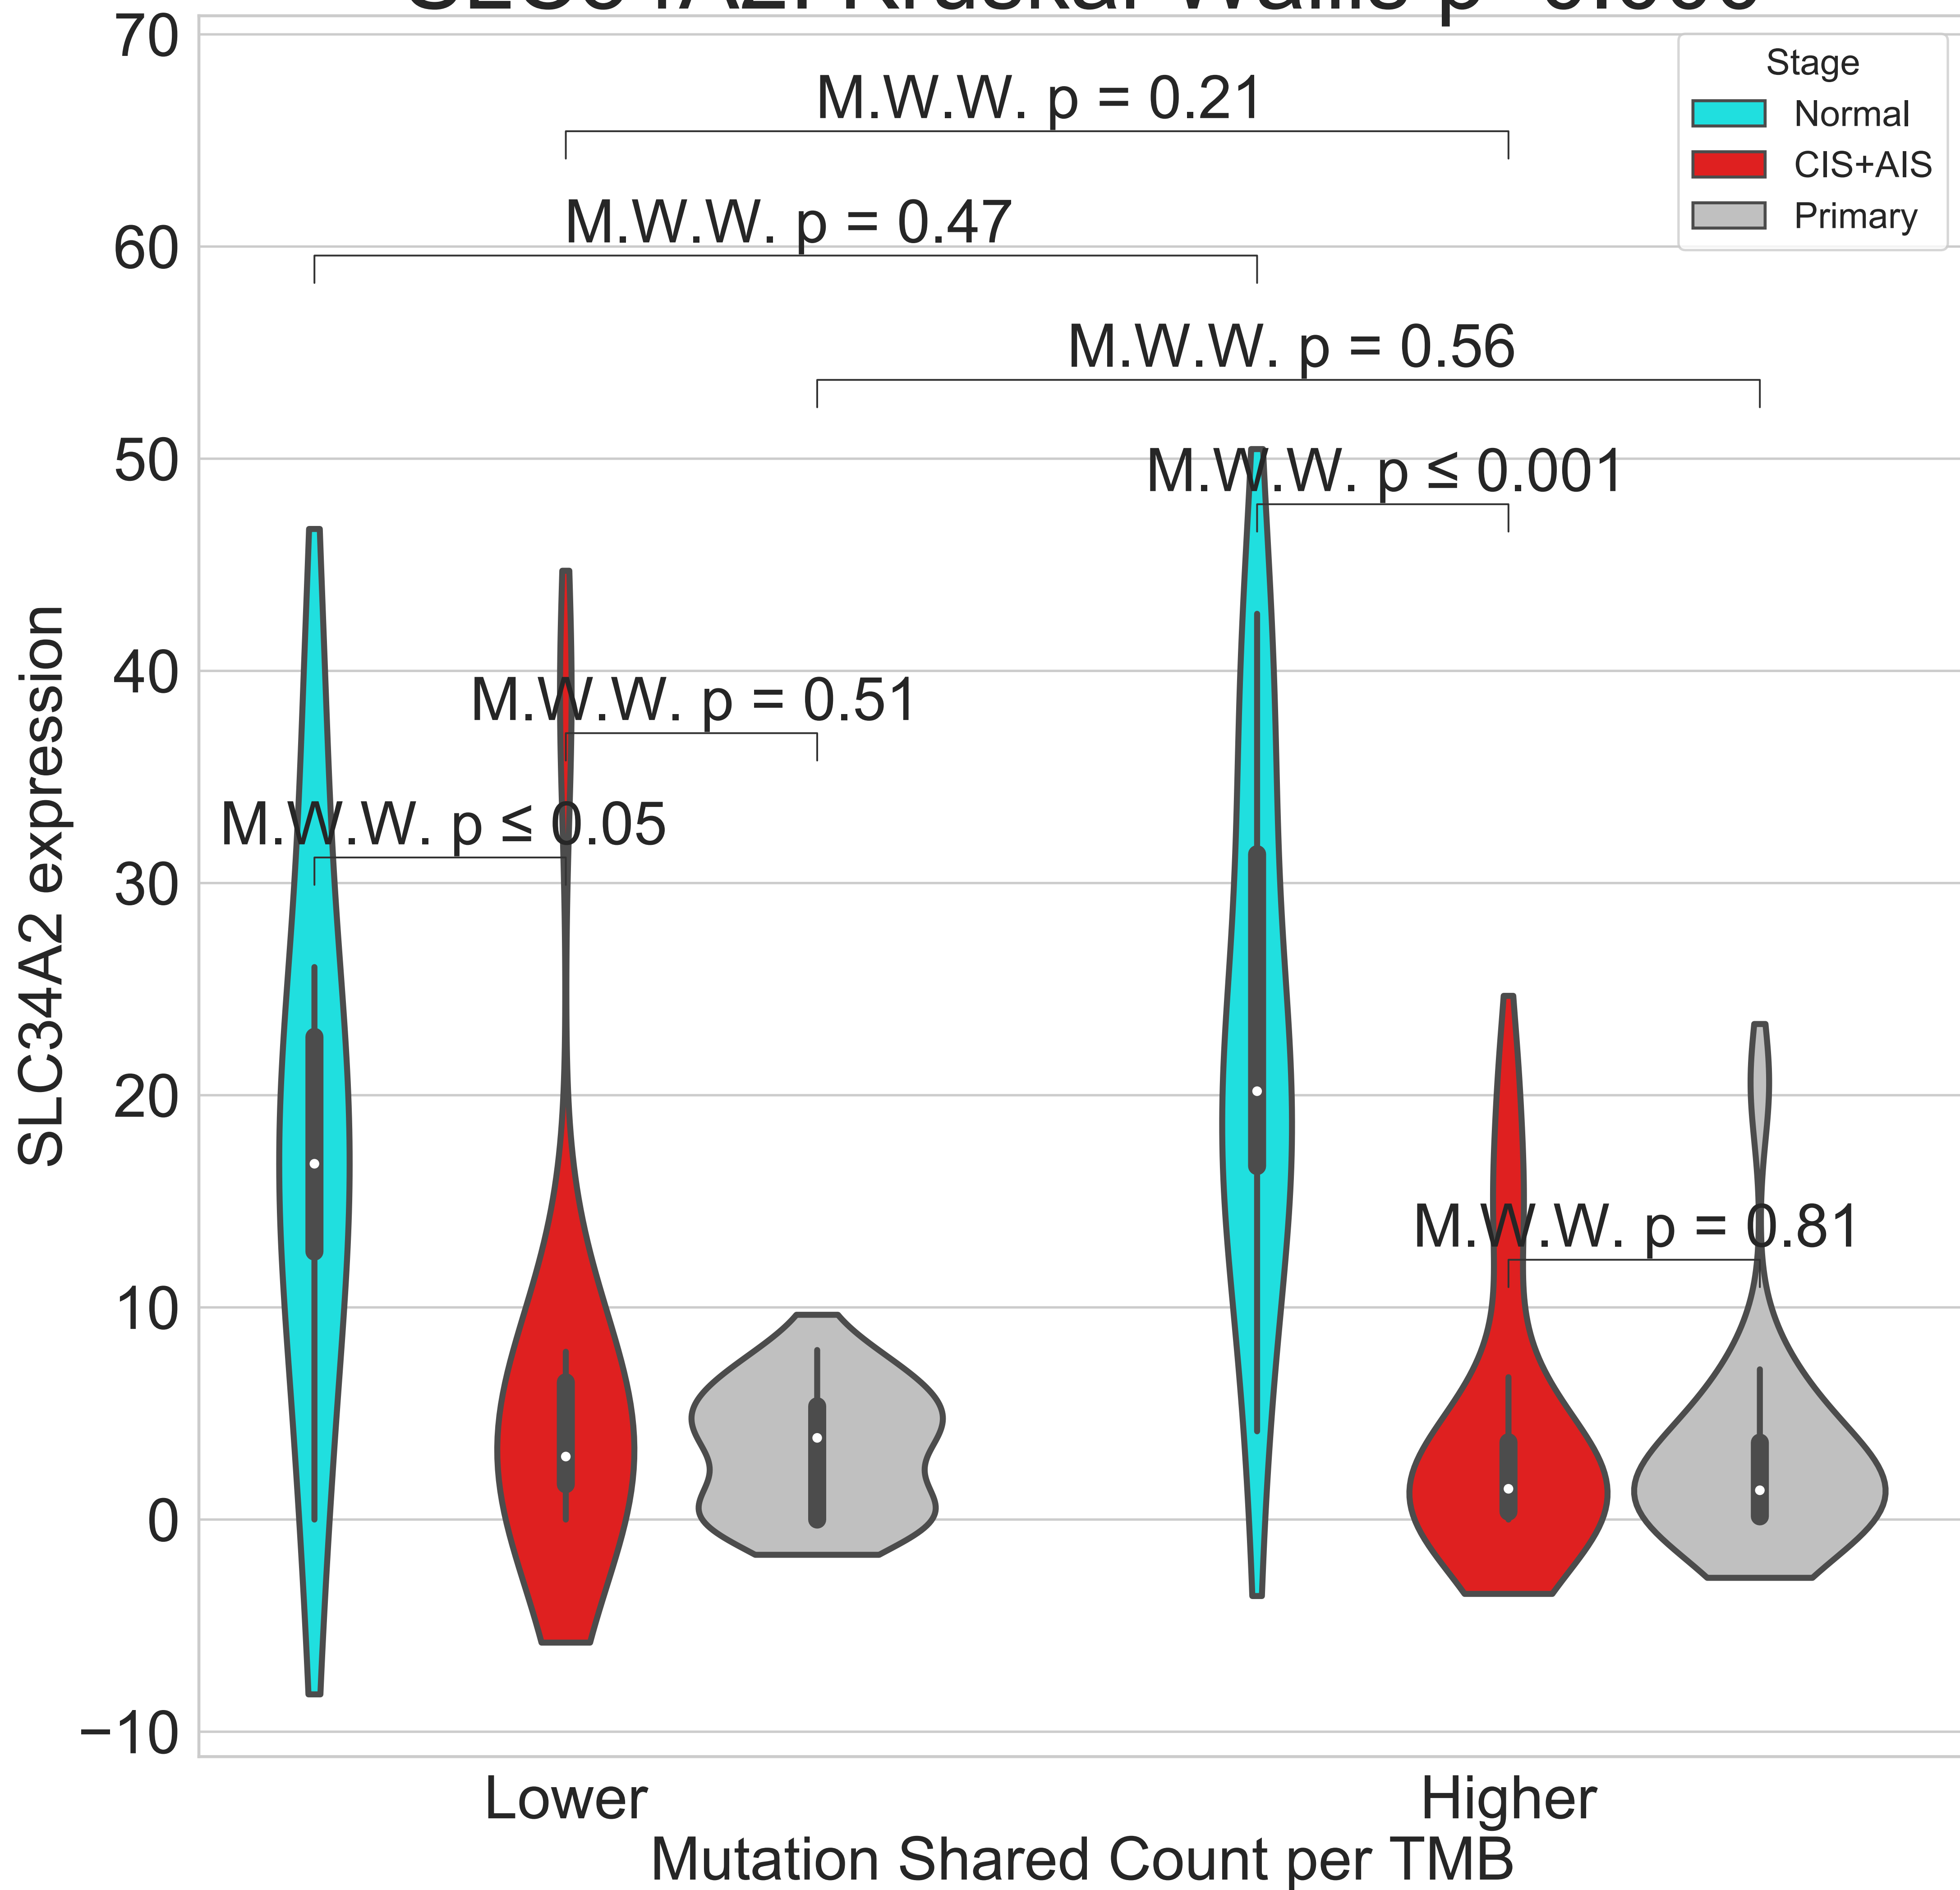 70
60
50
40
30
20
10
0
−10
SLC34A2 expression
Stage
Normal
CIS+AIS
Primary
M.W.W. p = 0.21
M.W.W. p = 0.47
M.W.W. p = 0.56
M.W.W. p ≤ 0.001
M.W.W. p = 0.51
M.W.W. p ≤ 0.05
M.W.W. p = 0.81
Lower
Higher
Mutation Shared Count per TMB